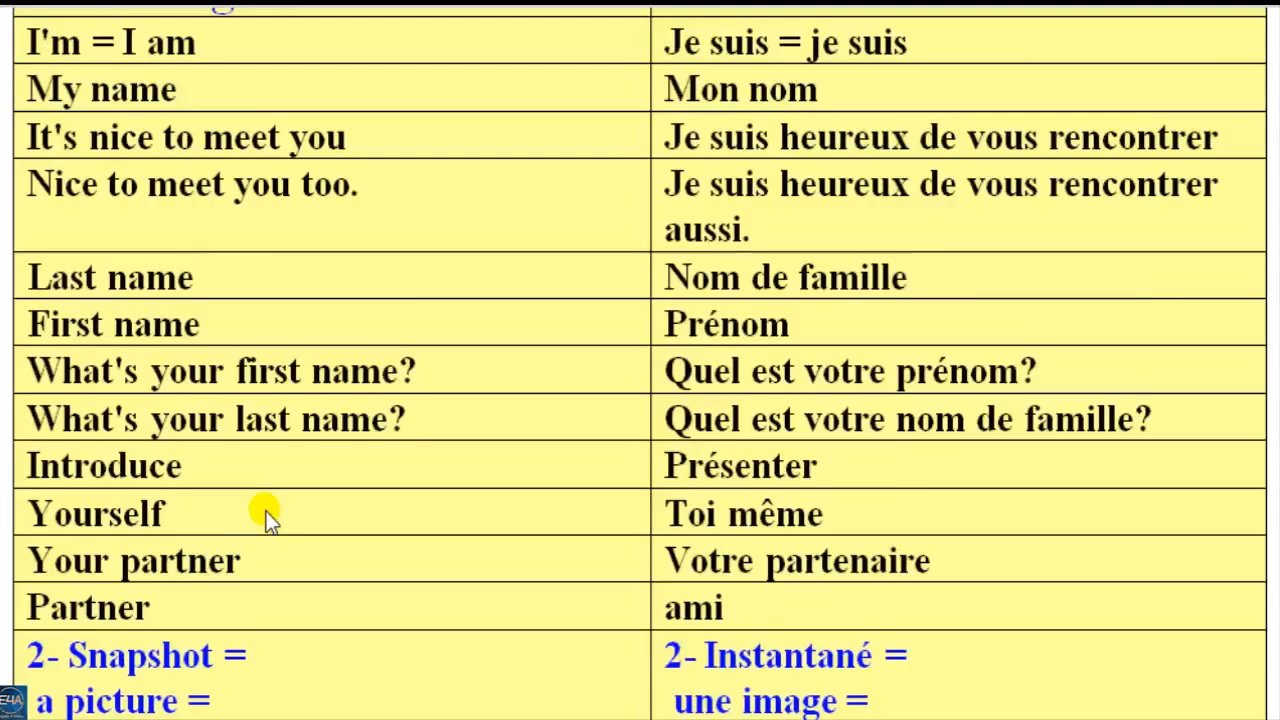 I'm = I am
Je suis = je suis
My name
Mon nom
It's nice to meet you
Je suis heureux de vous rencontrer
Nice to meet you too.
Je suis heureux de vous rencontrer
aussi.
Last name
Nom de famille
First name
Prénom
What's your first name?
Quel est votre prénom?
What's your last name?
Quel est votre nom de famille?
Introduce
Présenter
Yourself
Toi même
Your partner
Votre partenaire
Partner
ami
2- Snapshot =
a picture =
2- Instantané =
une image =
E4A